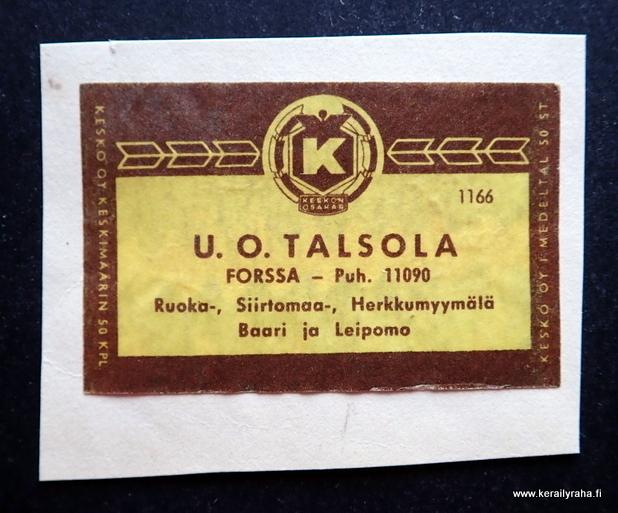 K
KESKON
OSAKAS
1166
U. O. TALSOLA
FORSSA – Puh. 11090
Ruoka-, Siirtomaa-, Herkkumyymälä
Baari ja Leipomo
KESKO OY KESKIMÄÄRIN 50 KPL
KESKO OY I MEDELTAL 50 ST
www.kerailyraha.fi